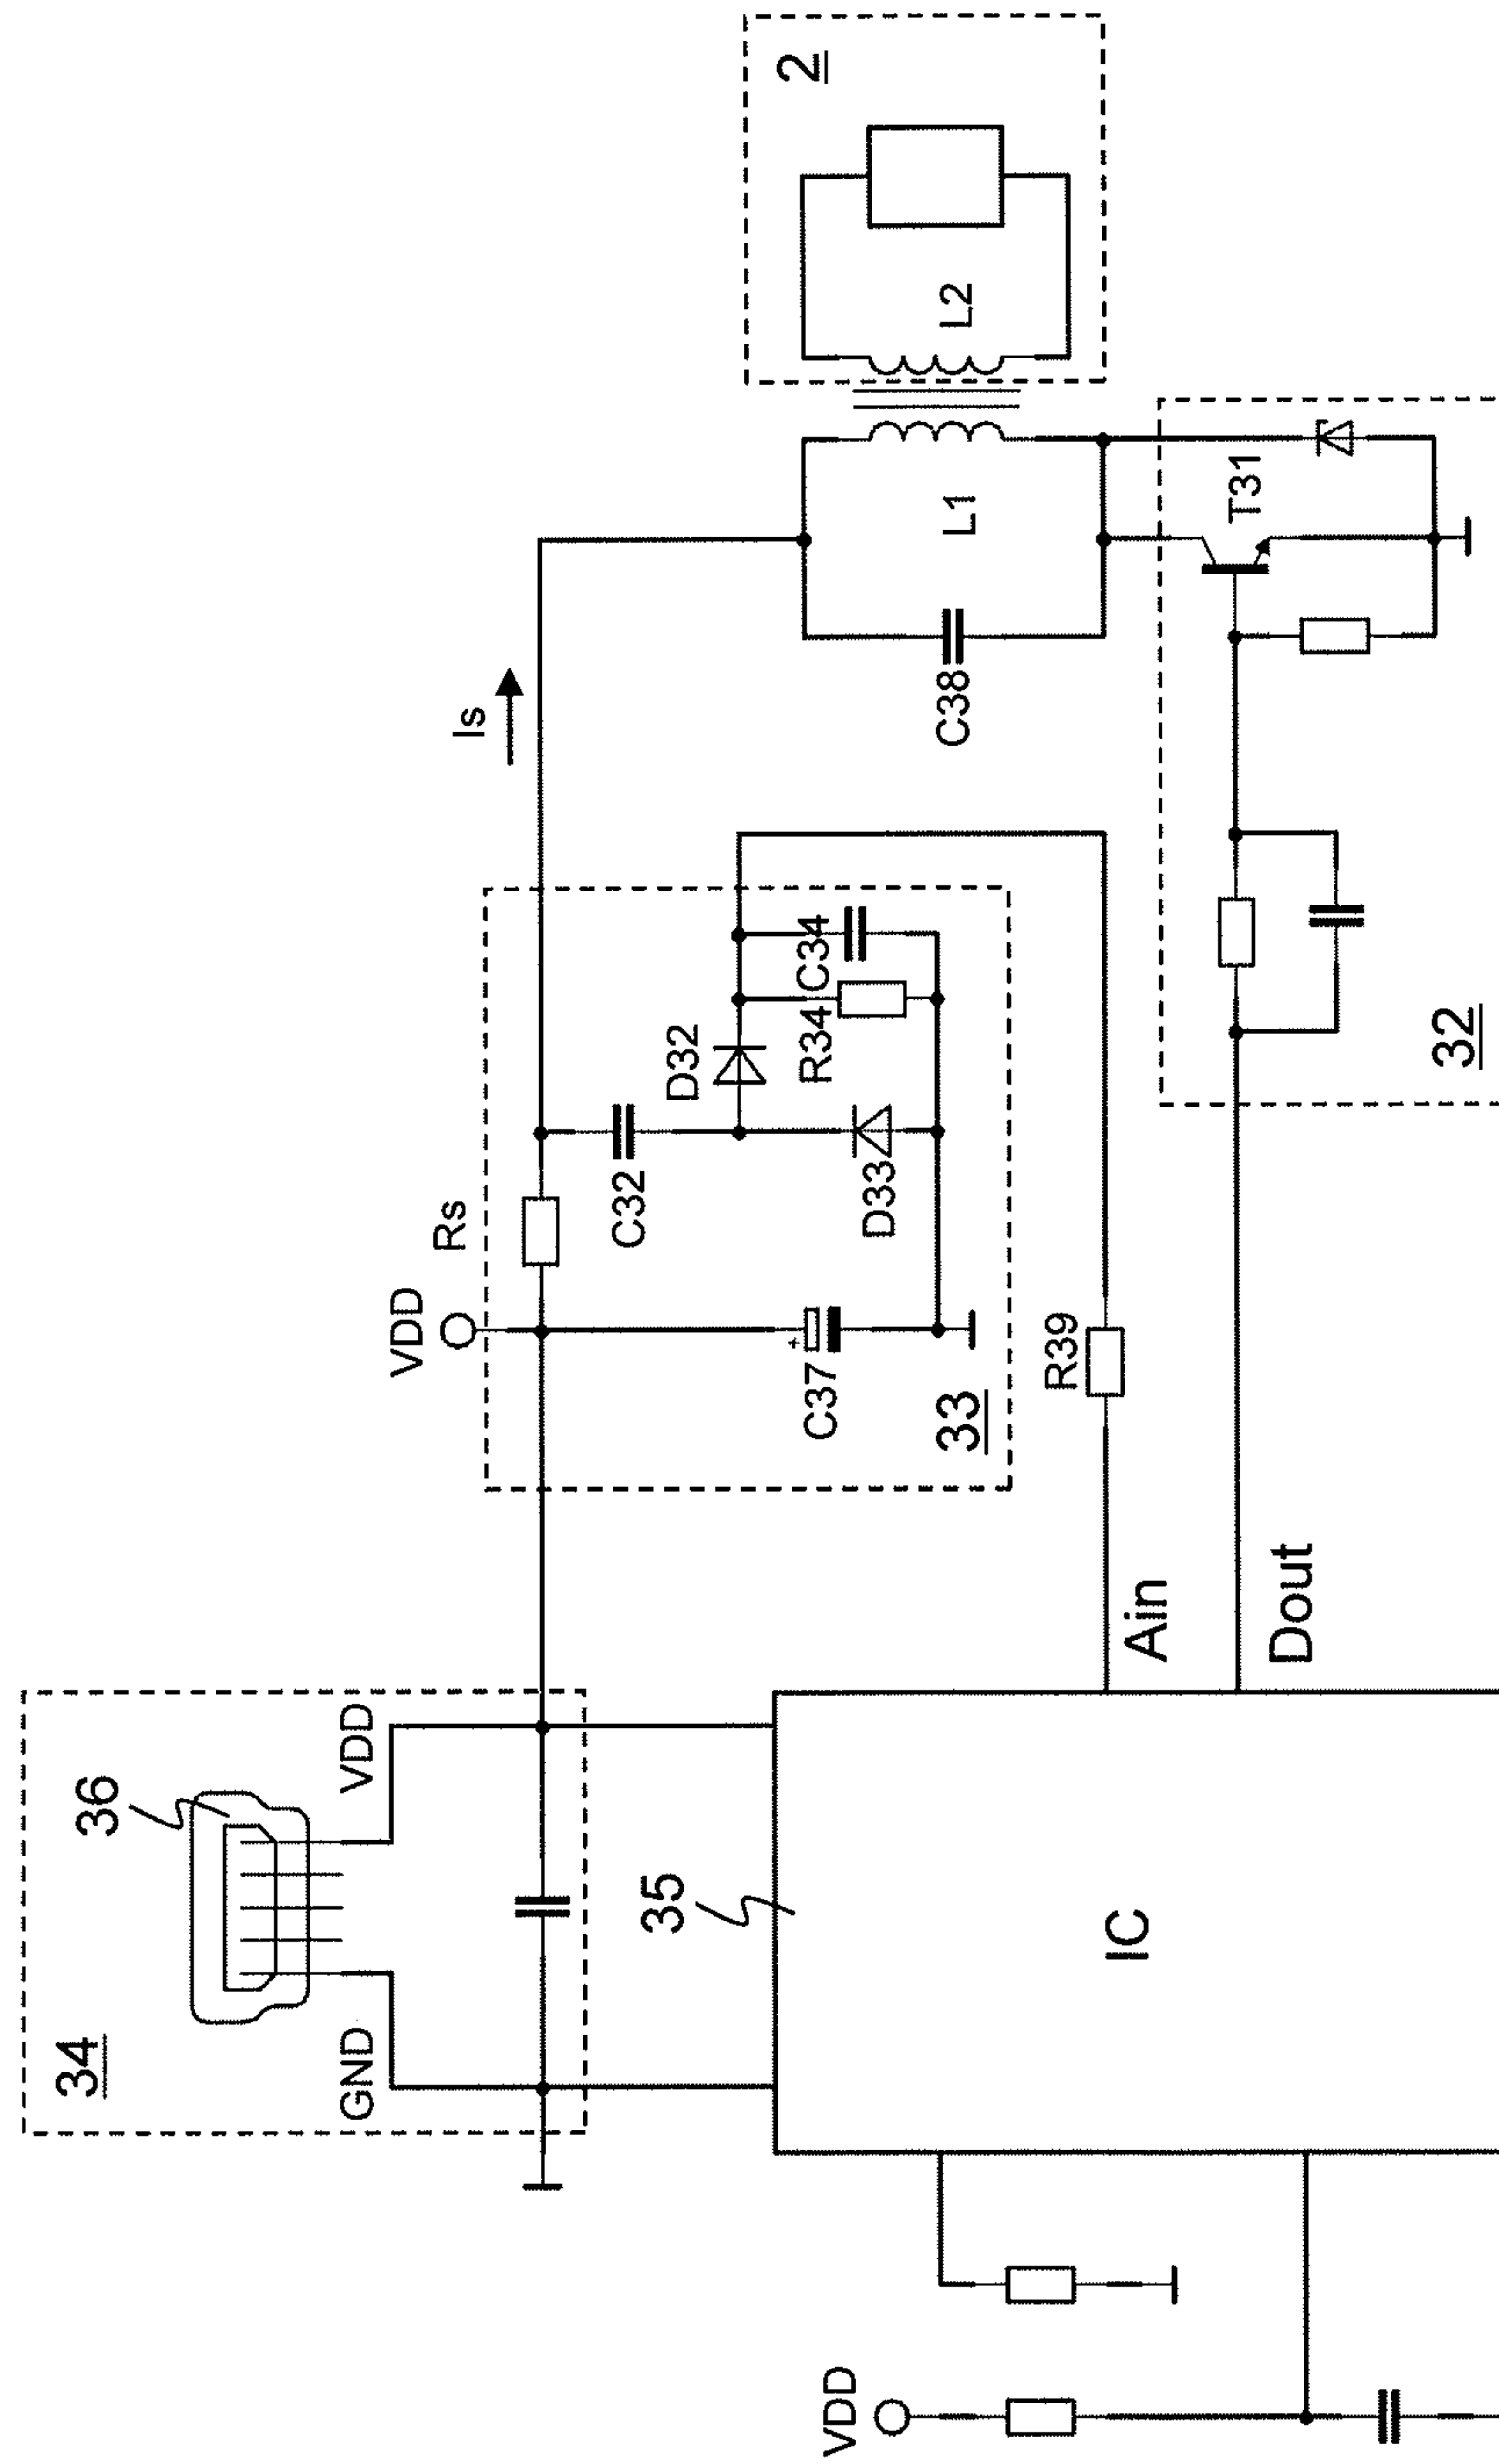 34
36
GND
VDD
35
IC
VDD
Ain
Dout
VDD
Rs
Is
C37
C32
D33
D32
R34
C34
33
R39
C38
L1
L2
2
T31
32